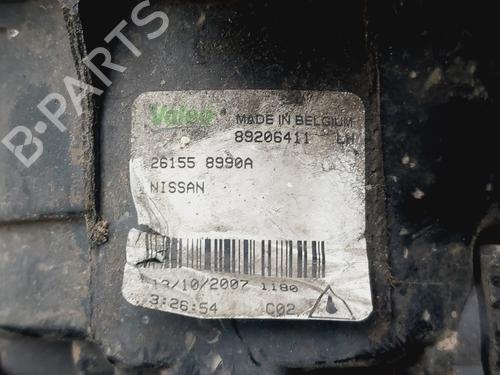 B-PARTS
Valeo
MADE IN BELGIUM
89206411 LH
26155 8990A
NISSAN
13/10/2007 1180
3:26:54 C02